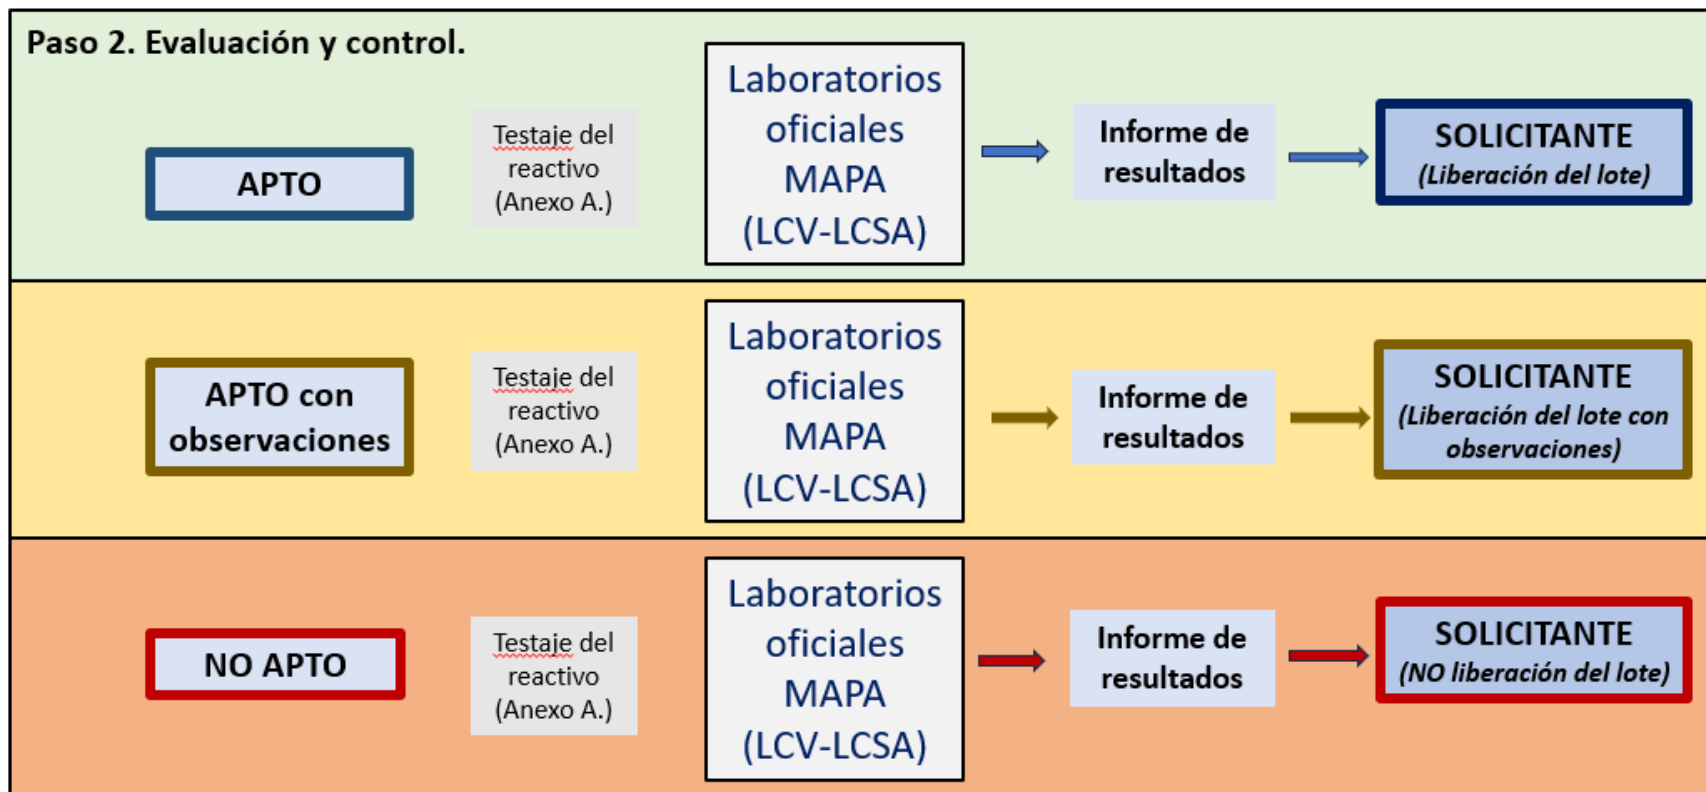 Paso 2. Evaluación y control.
APTO
Testaje del
reactivo
(Anexo A.)
Laboratorios
oficiales
MAPA
(LCV-LCSA)
Informe de
resultados
SOLICITANTE
(Liberación del lote)
APTO con
observaciones
Testaje del
reactivo
(Anexo A.)
Laboratorios
oficiales
MAPA
(LCV-LCSA)
Informe de
resultados
SOLICITANTE
(Liberación del lote con
observaciones)
NO APTO
Testaje del
reactivo
(Anexo A.)
Laboratorios
oficiales
MAPA
(LCV-LCSA)
Informe de
resultados
SOLICITANTE
(NO liberación del lote)